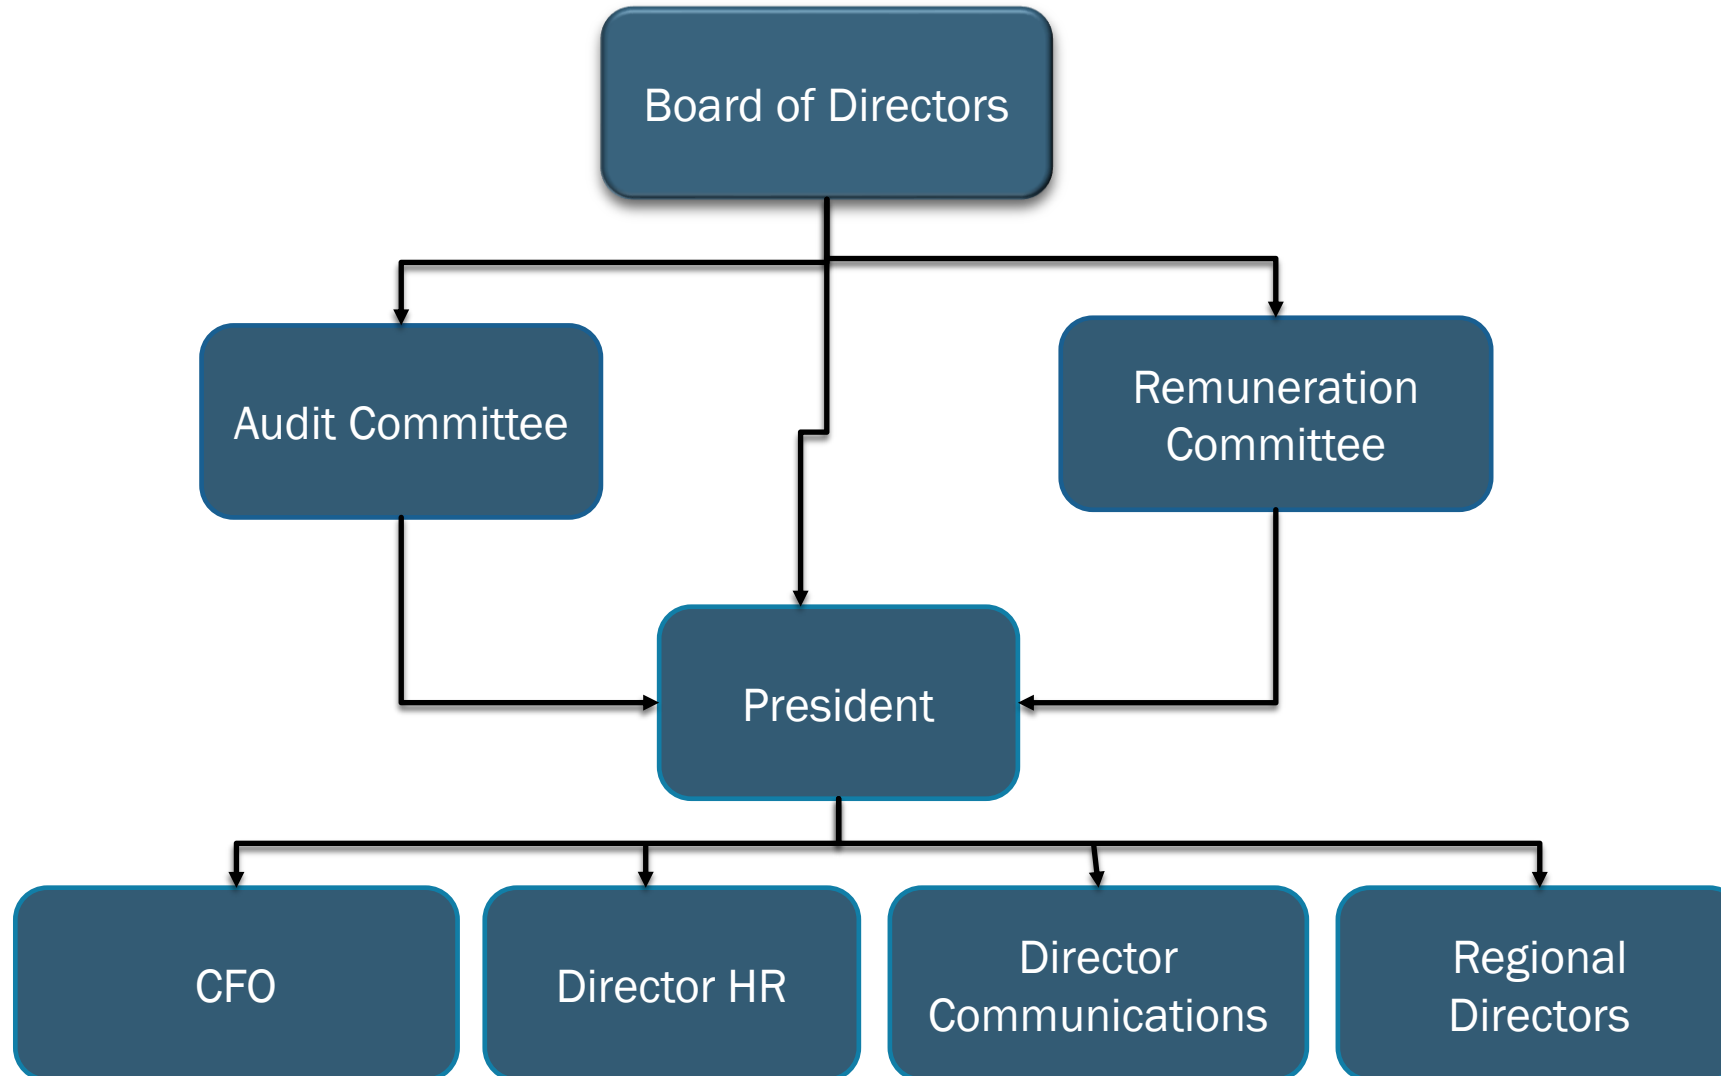 Board of Directors
Audit Committee
Remuneration
Committee
President
CFO
Director HR
Director
Communications
Regional
Directors